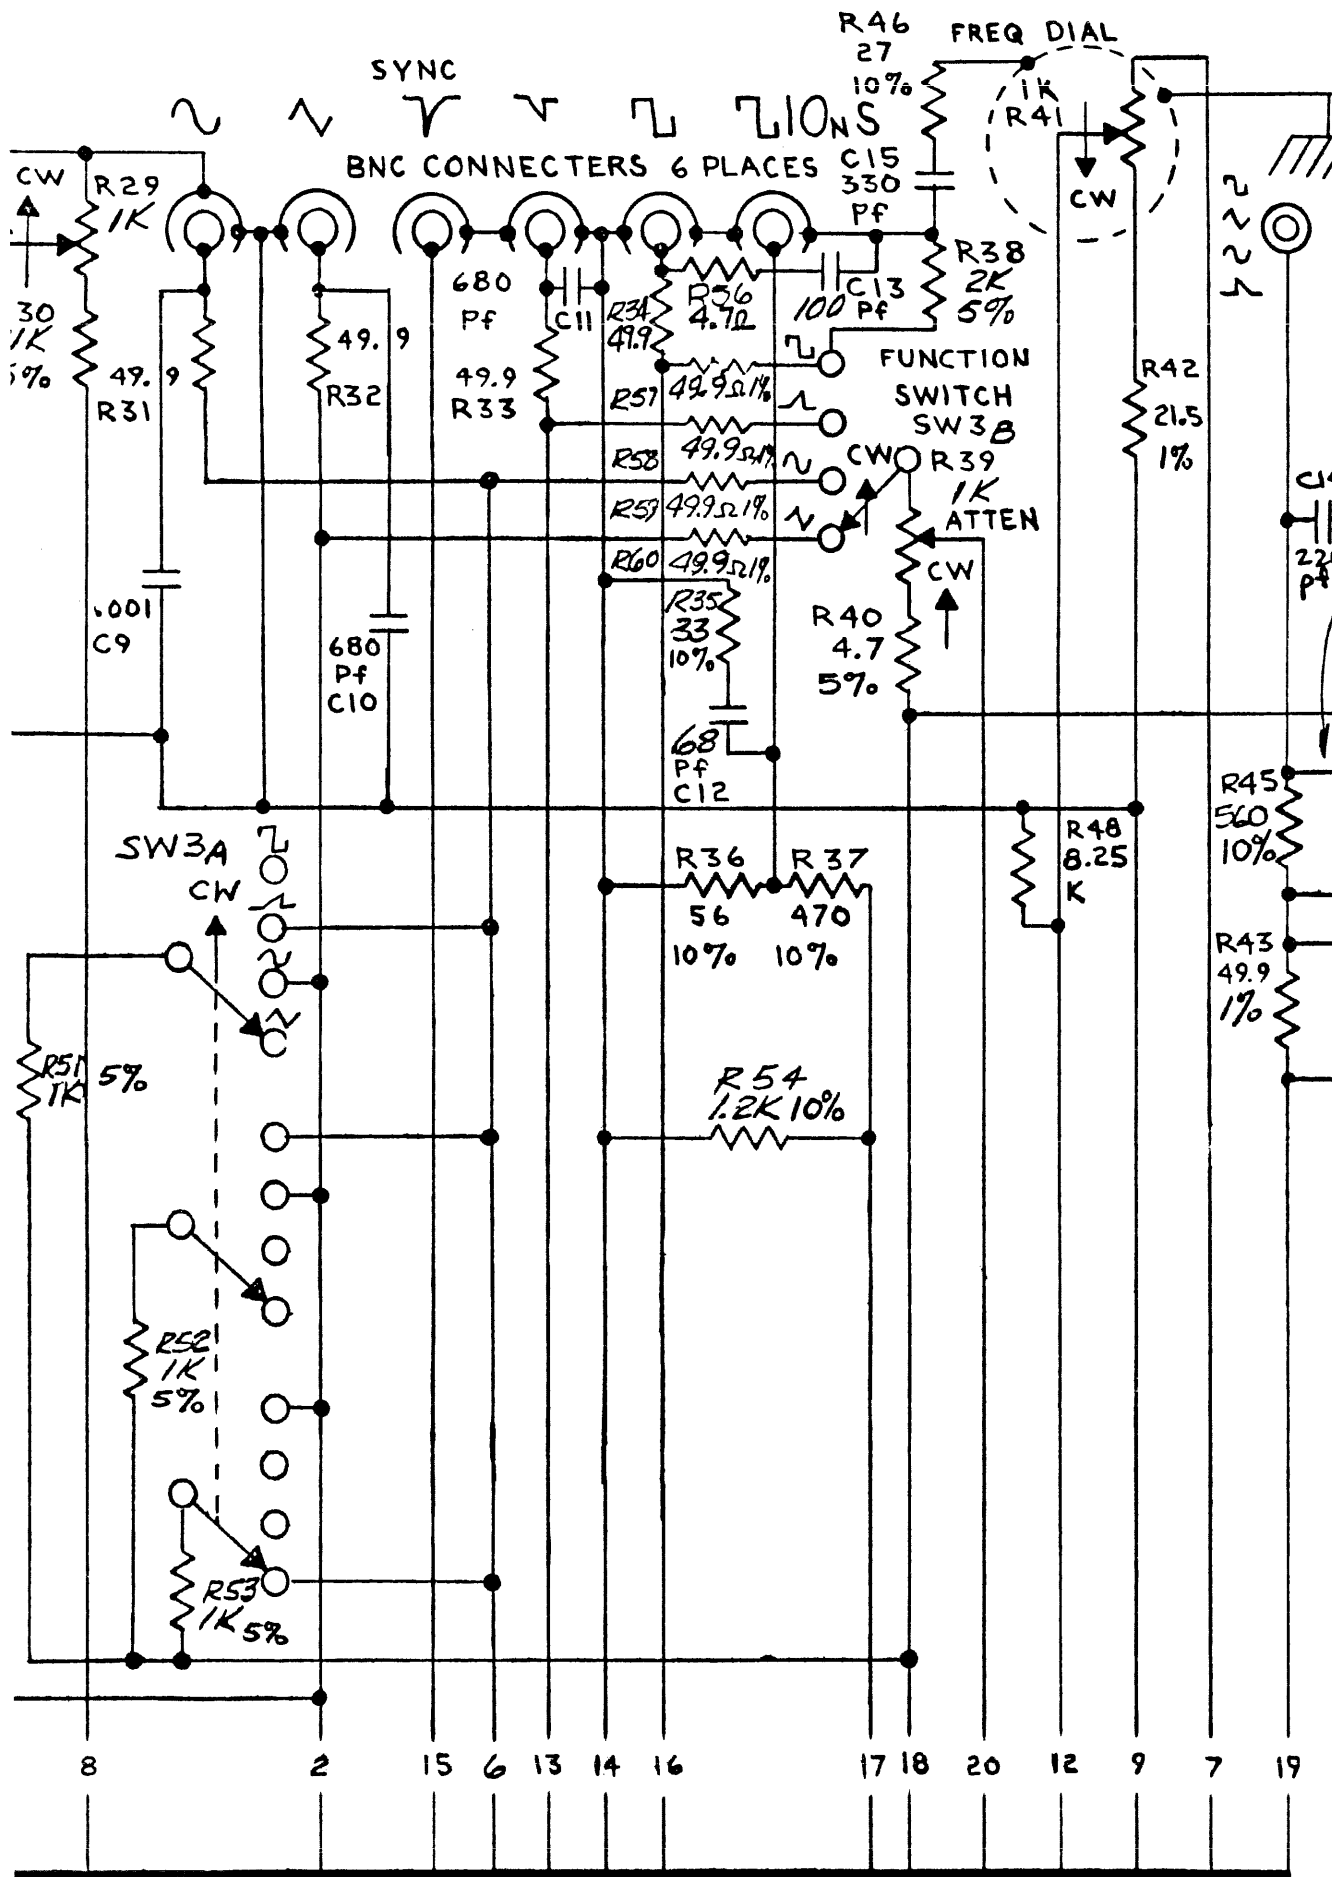 R46
27
10%
FREQ DIAL
SYNC
1K
R41
10NS
BNC CONNECTERS 6 PLACES
C15
330
Pf
CW
CW
R29
1K
30
1K
5%
680
Pf
C11
R34
49.9
R56
4.7Ω
100
C13
Pf
R38
2K
5%
49.9
R31
49.9
R32
49.9
R33
FUNCTION
SWITCH
SW3B
R42
21.5
1%
R57
49.9Ω1%
R58
49.9Ω1%
R59
49.9Ω1%
R60
49.9Ω1%
CW
R39
1K
ATTEN
CW
C14
220
Pf
.001
C9
680
Pf
C10
R35
33
10%
68
Pf
C12
R40
4.7
5%
R45
560
10%
SW3A
CW
R36
56
10%
R37
470
10%
R48
8.25
K
R43
49.9
1%
R51
1K
5%
R54
1.2K 10%
R52
1K
5%
R53
1K 5%
8 2 15 6 13 14 16 17 18 20 12 9 7 19